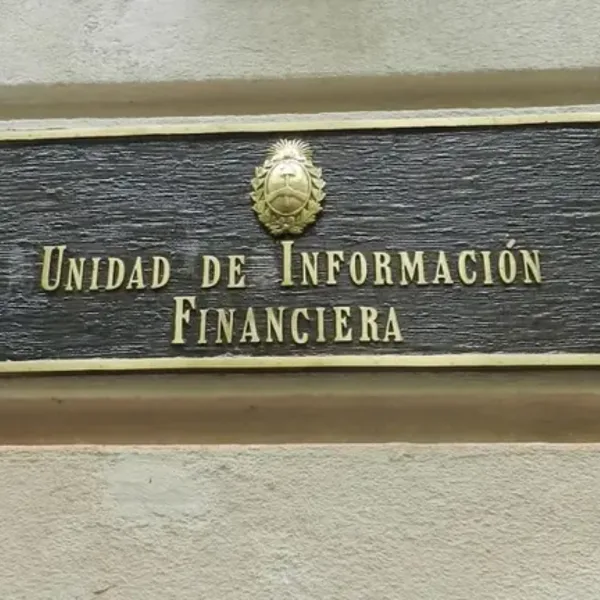 UNIDAD DE INFORMACIÓN
FINANCIERA